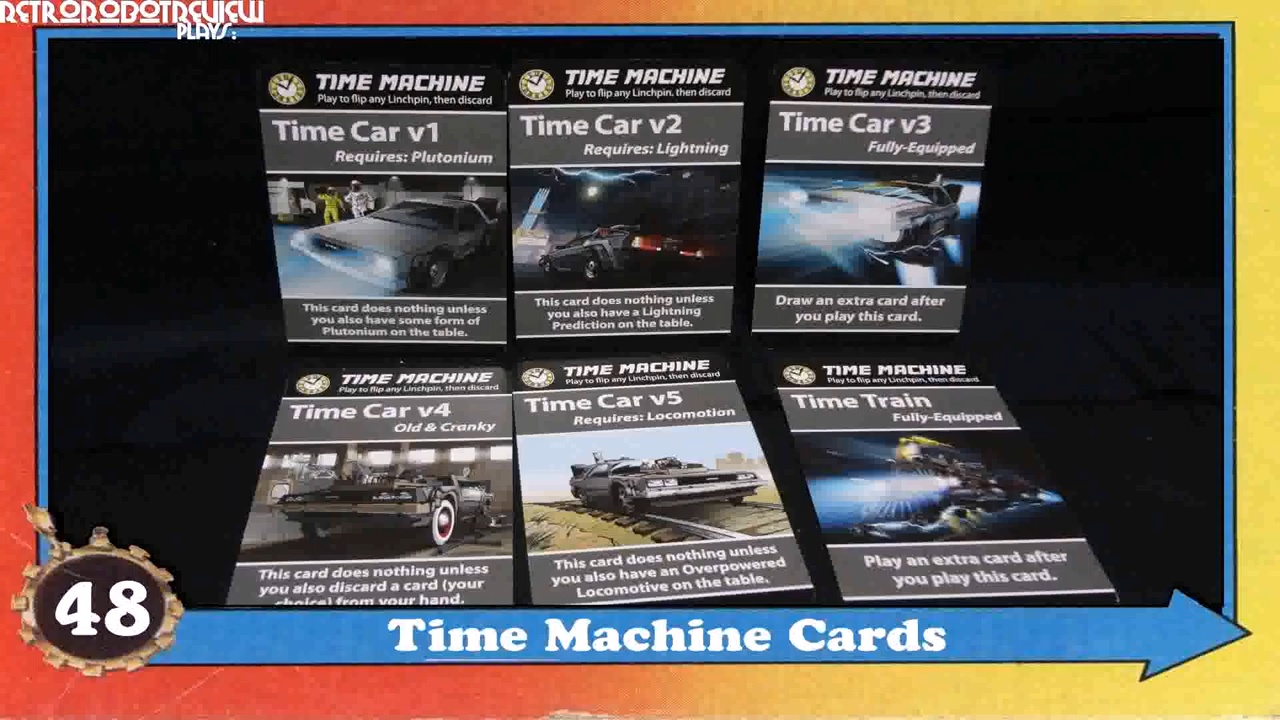 RETROROBOTREVIEW
PLAYS:
TIME MACHINE
Play to flip any Linchpin, then discard
Time Car v1
Requires: Plutonium
This card does nothing unless
you also have some form of
Plutonium on the table.
TIME MACHINE
Play to flip any Linchpin, then discard
Time Car v2
Requires: Lightning
This card does nothing unless
you also have a Lightning
Prediction on the table.
TIME MACHINE
Play to flip any Linchpin, then discard
Time Car v3
Fully-Equipped
Draw an extra card after
you play this card.
TIME MACHINE
Play to flip any Linchpin, then discard
Time Car v4
Old & Cranky
This card does nothing unless
you also discard a card (your
choice) from your hand.
TIME MACHINE
Play to flip any Linchpin, then discard
Time Car v5
Requires: Locomotion
This card does nothing unless
you also have an Overpowered
Locomotive on the table.
TIME MACHINE
Play to flip any Linchpin, then discard
Time Train
Fully-Equipped
Play an extra card after
you play this card.
48
Time Machine Cards